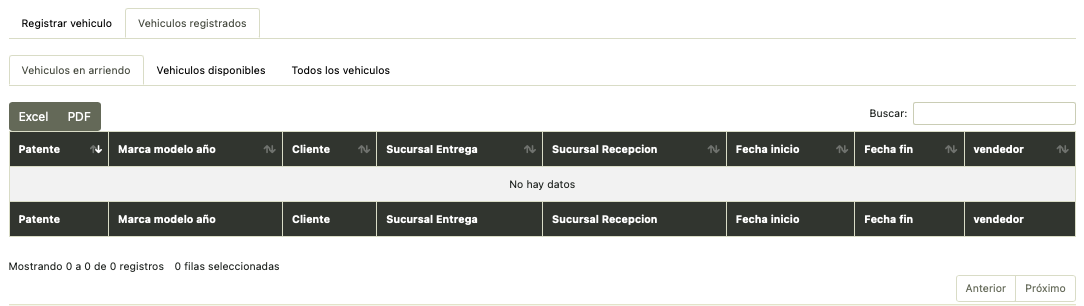 Registrar vehiculo Vehiculos registrados
Vehiculos en arriendo Vehiculos disponibles Todos los vehiculos
Excel PDF Buscar:
Patente Marca modelo año Cliente Sucursal Entrega Sucursal Recepcion Fecha inicio Fecha fin vendedor
No hay datos
Patente Marca modelo año Cliente Sucursal Entrega Sucursal Recepcion Fecha inicio Fecha fin vendedor
Mostrando 0 a 0 de 0 registros 0 filas seleccionadas
Anterior Próximo